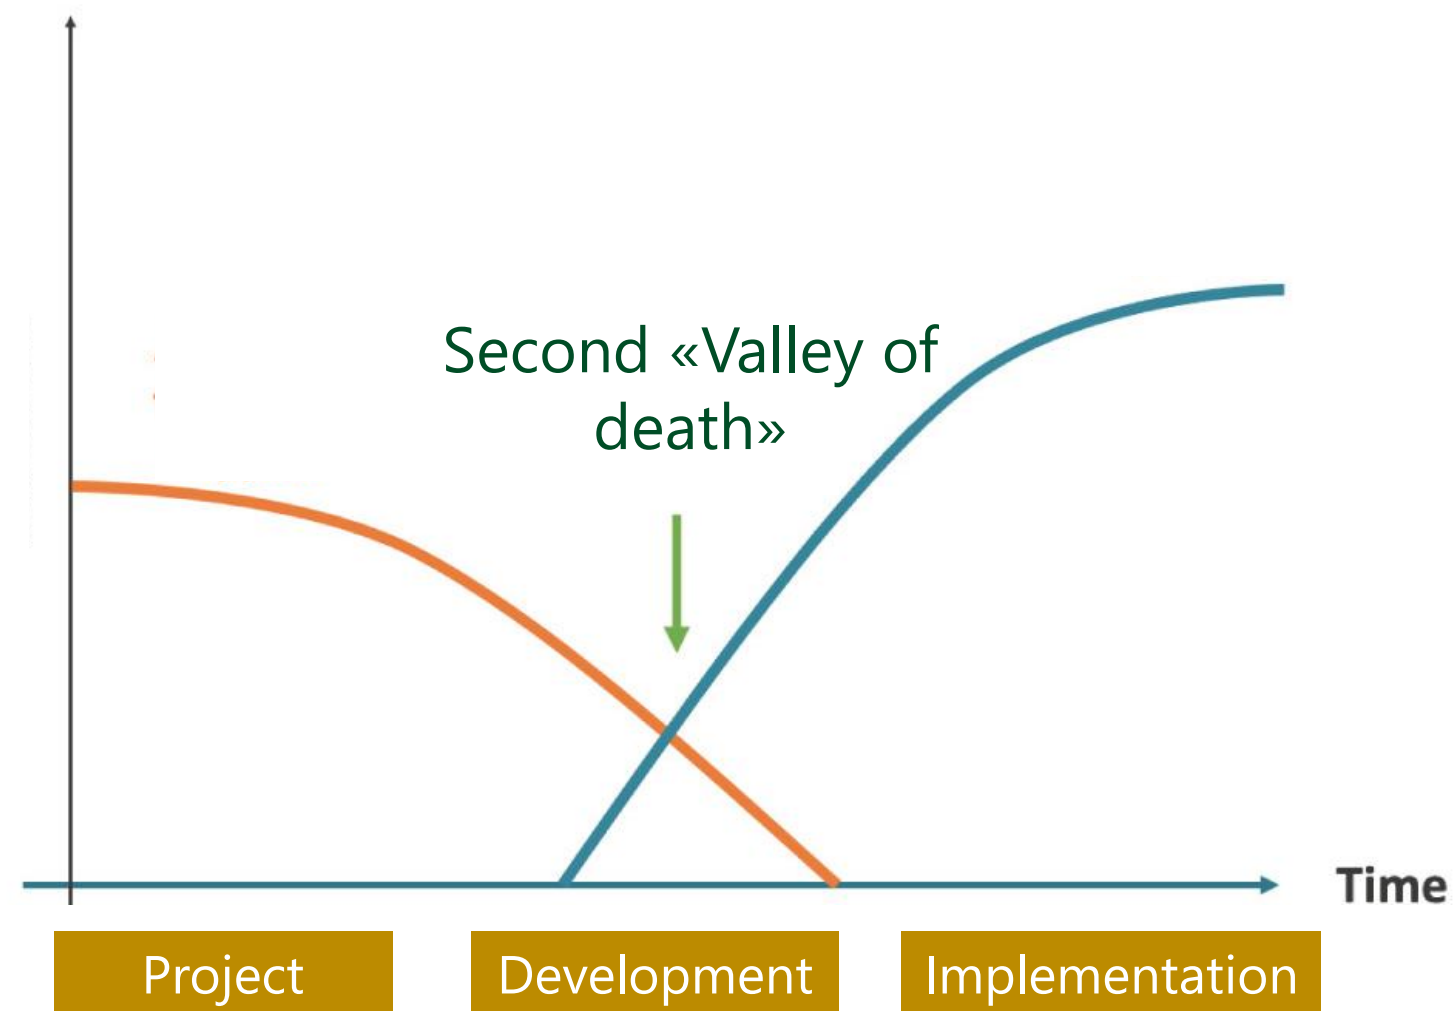 Second «Valley of
death»
Time
Project
Development
Implementation